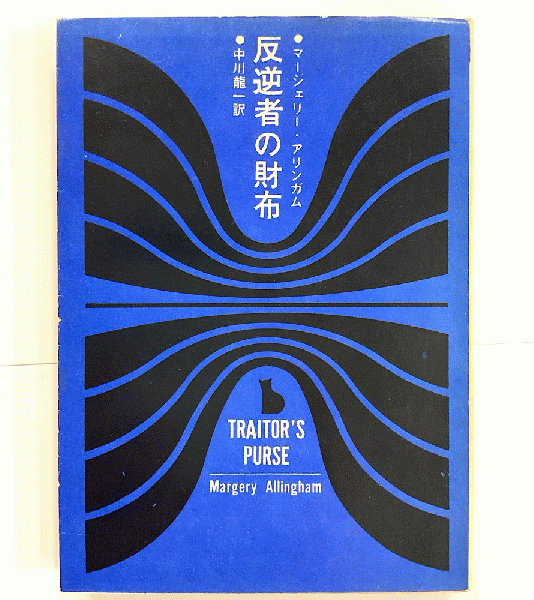 ●マージェリー・アリンガム
反逆者の財布
●中川龍一訳
TRAITOR'S
PURSE
Margery Allingham